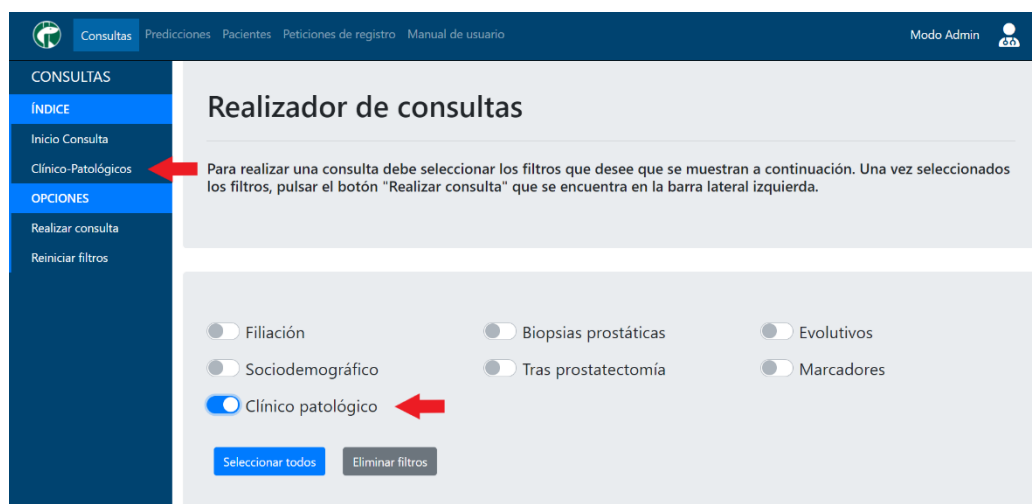 Consultas Predicciones Pacientes Peticiones de registro Manual de usuario Modo Admin
CONSULTAS
ÍNDICE
Inicio Consulta
Clínico-Patológicos
OPCIONES
Realizar consulta
Reiniciar filtros
Realizador de consultas
Para realizar una consulta debe seleccionar los filtros que desee que se muestran a continuación. Una vez seleccionados
los filtros, pulsar el botón "Realizar consulta" que se encuentra en la barra lateral izquierda.
Filiación Biopsias prostáticas Evolutivos
Sociodemográfico Tras prostatectomía Marcadores
Clínico patológico
Seleccionar todos Eliminar filtros